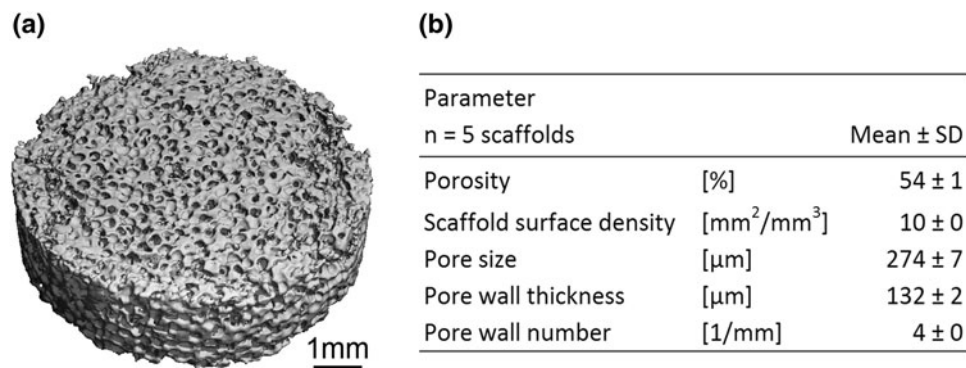 (a)
1mm
(b)
Parameter
n = 5 scaffolds Mean ± SD
Porosity [%] 54 ± 1
Scaffold surface density [mm²/mm³] 10 ± 0
Pore size [µm] 274 ± 7
Pore wall thickness [µm] 132 ± 2
Pore wall number [1/mm] 4 ± 0